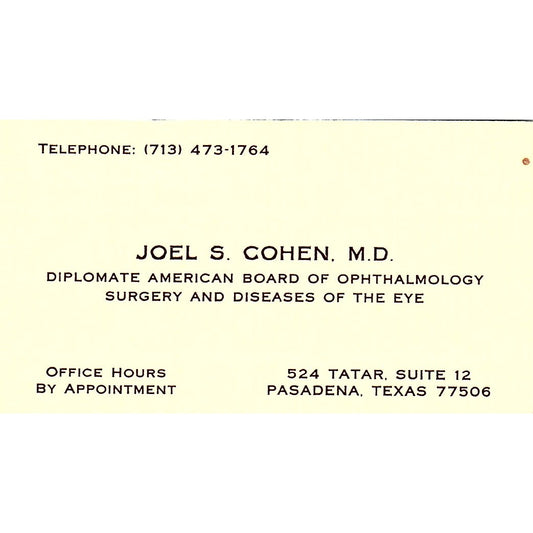 TELEPHONE: (713) 473-1764
JOEL S. COHEN, M.D.
DIPLOMATE AMERICAN BOARD OF OPHTHALMOLOGY
SURGERY AND DISEASES OF THE EYE
OFFICE HOURS
BY APPOINTMENT
524 TATAR, SUITE 12
PASADENA, TEXAS 77506